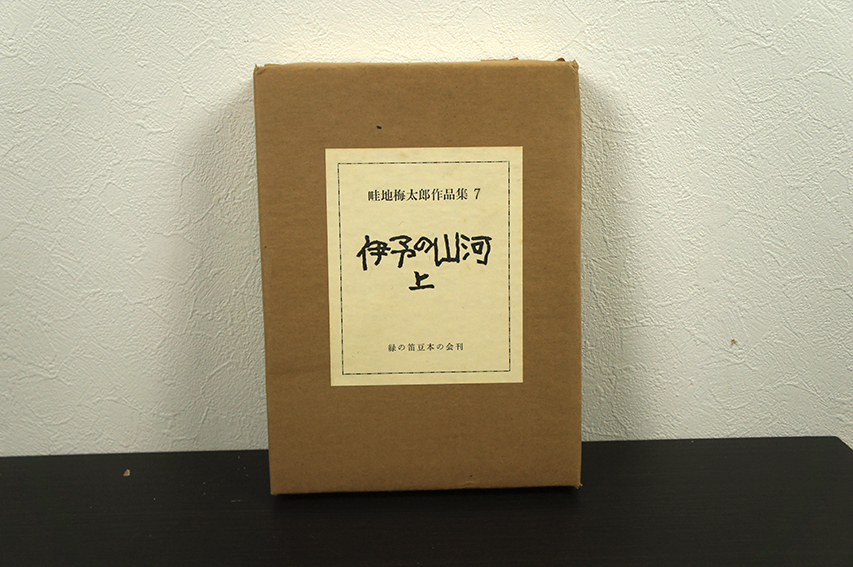 畦地梅太郎作品集 7
伊予の山河
上
緑の笛豆本の会刊